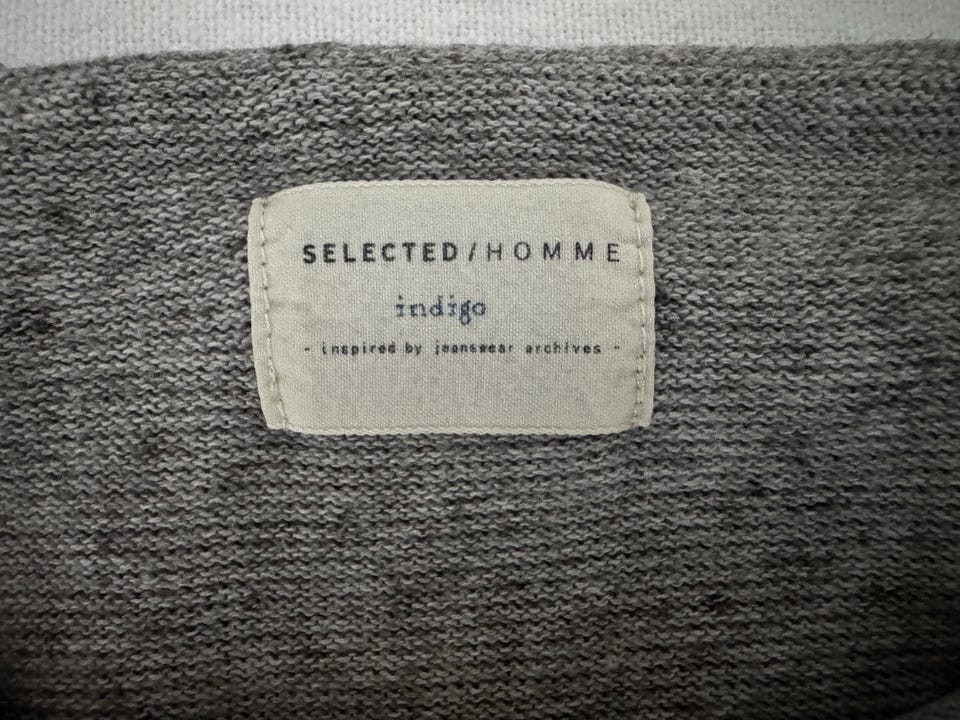 SELECTED/HOMME
indigo
- inspired by jeanswear archives -